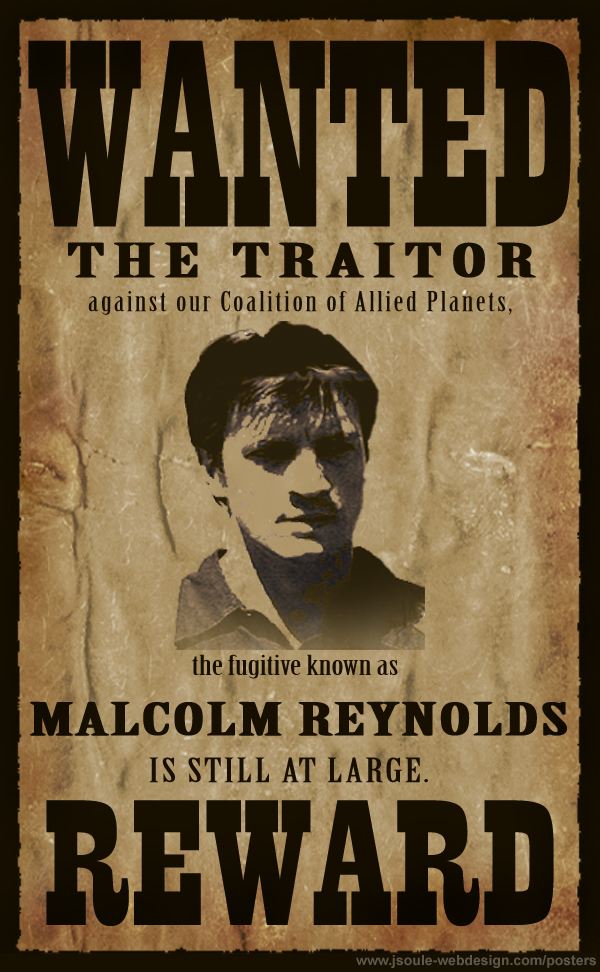 WANTED
THE TRAITOR
against our Coalition of Allied Planets,
the fugitive known as
MALCOLM REYNOLDS
IS STILL AT LARGE.
REWARD
www.jsoule-webdesign.com/posters